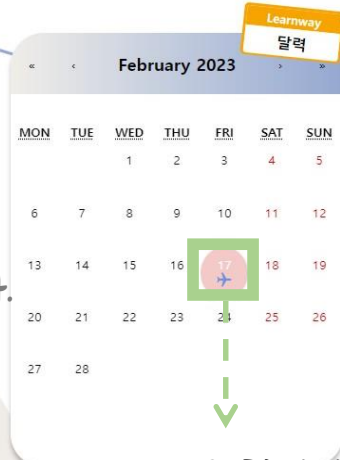 Learnway
달력
« ‹ February 2023 › »
MON TUE WED THU FRI SAT SUN
1 2 3 4 5
6 7 8 9 10 11 12
13 14 15 16 17 18 19
20 21 22 23 24 25 26
27 28